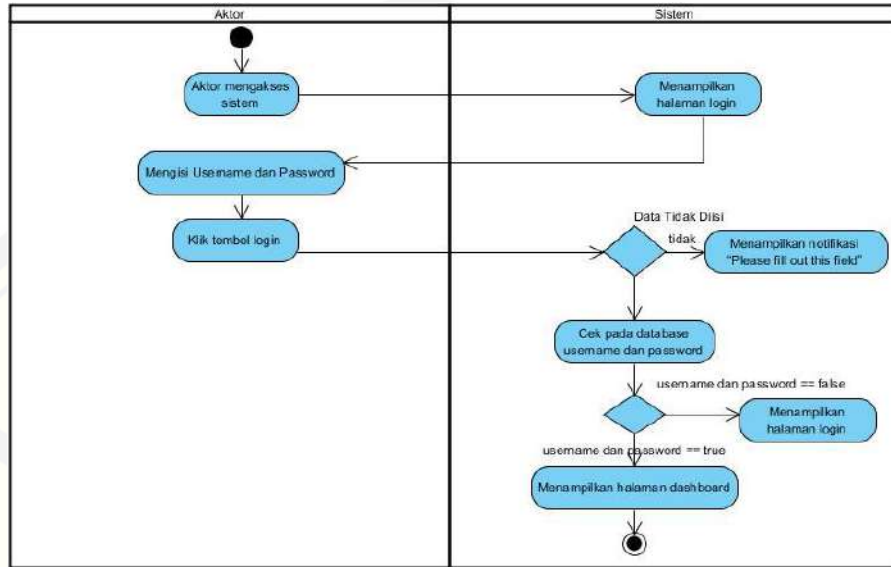 Aktor
Sistem
Aktor mengakses
sistem
Menampilkan
halaman login
Mengisi Username dan Password
Klik tombol login
Data Tidak Diisi
tidak
Menampilkan notifikasi
"Please fill out this field"
Cek pada database
username dan password
username dan password == false
Menampilkan
halaman login
username dan password == true
Menampilkan halaman dashboard